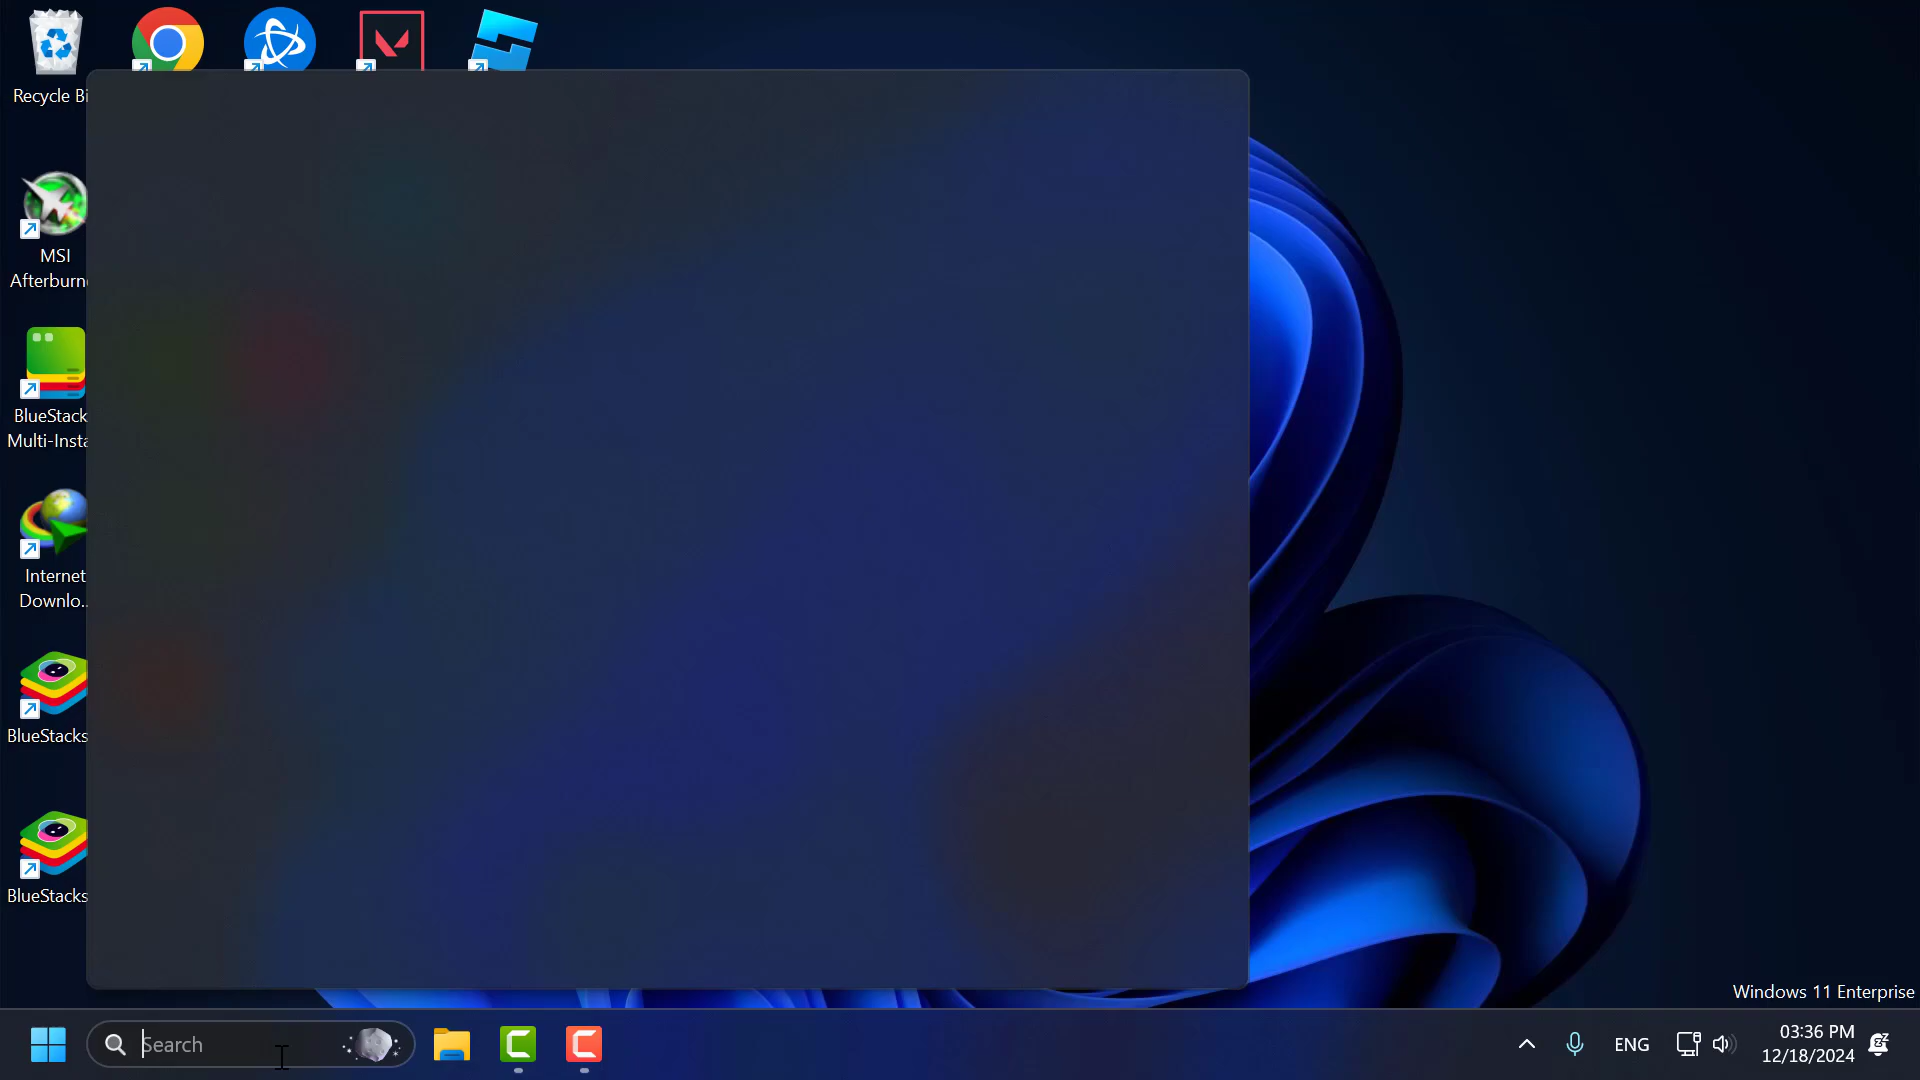 Recycle Bi
MSI
Afterburn
BlueStack
Multi-Insta
Internet
Downlo..
BlueStacks
BlueStacks
Windows 11 Enterprise
Search
ENG
03:36 PM
12/18/2024